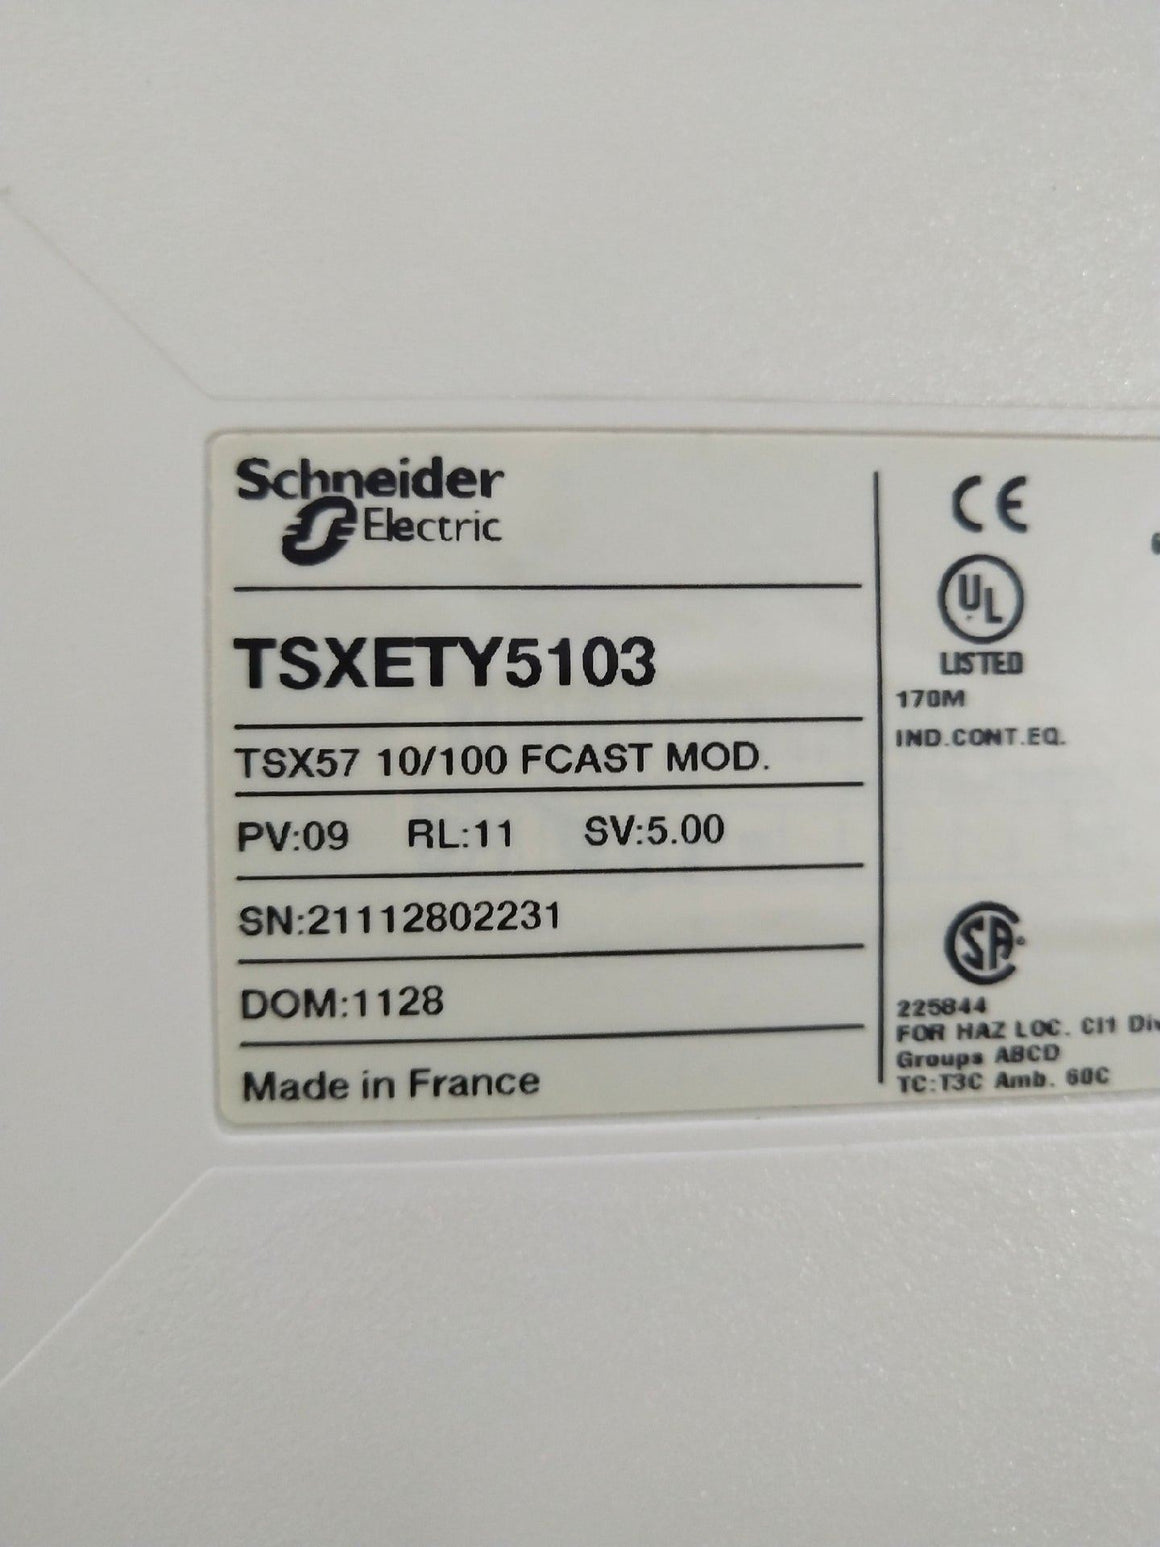 Schneider
Electric
TSXETY5103
TSX57 10/100 FCAST MOD.
PV:09 RL:11 SV:5.00
SN:21112802231
DOM:1128
Made in France
CE
UL
LISTED
170M
IND.CONT.EQ.
SA
225844
FOR HAZ LOC. Cl1 Div
Groups ABCD
TC:T3C Amb. 60C